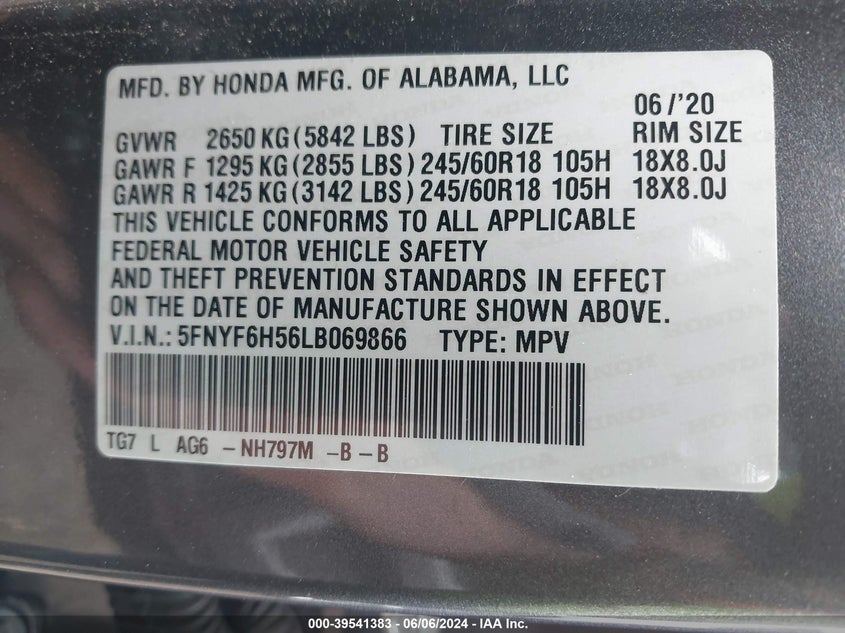 MFD. BY HONDA MFG. OF ALABAMA, LLC
06/'20
GVWR 2650 KG (5842 LBS) TIRE SIZE RIM SIZE
GAWR F 1295 KG (2855 LBS) 245/60R18 105H 18X8.0J
GAWR R 1425 KG (3142 LBS) 245/60R18 105H 18X8.0J
THIS VEHICLE CONFORMS TO ALL APPLICABLE
FEDERAL MOTOR VEHICLE SAFETY
AND THEFT PREVENTION STANDARDS IN EFFECT
ON THE DATE OF MANUFACTURE SHOWN ABOVE.
V.I.N.: 5FNYF6H56LB069866 TYPE: MPV
TG7 L AG6 - NH797M - B - B
HONDA HONDA
000-39541383 - 06/06/2024 - IAA Inc.